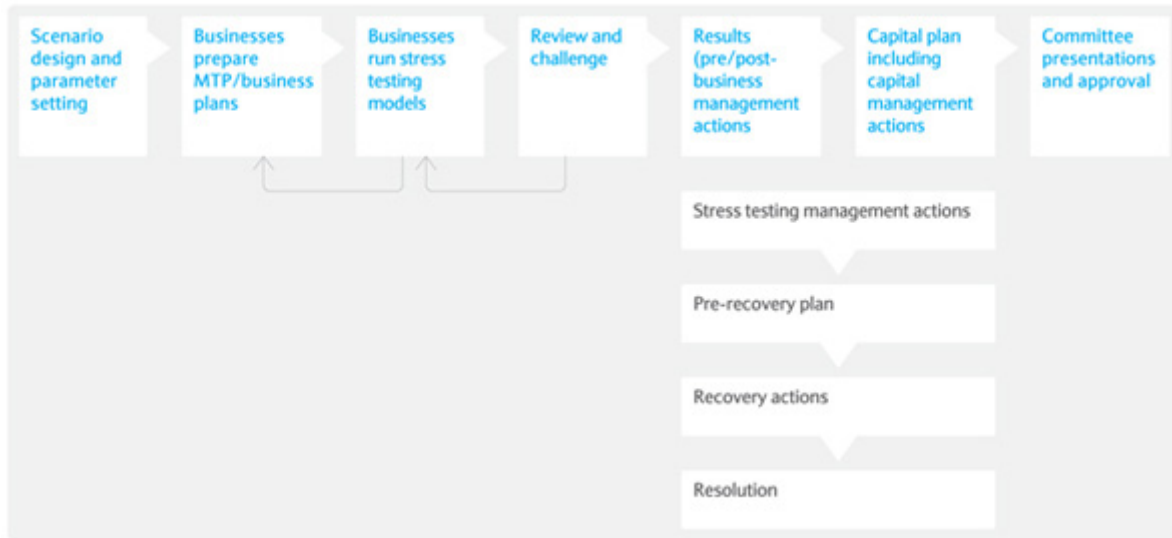 Scenario
design and
parameter
setting
Businesses
prepare
MTP/business
plans
Businesses
run stress
testing
models
Review and
challenge
Results
(pre/post-
business
management
actions
Capital plan
including
capital
management
actions
Committee
presentations
and approval
Stress testing management actions
Pre-recovery plan
Recovery actions
Resolution